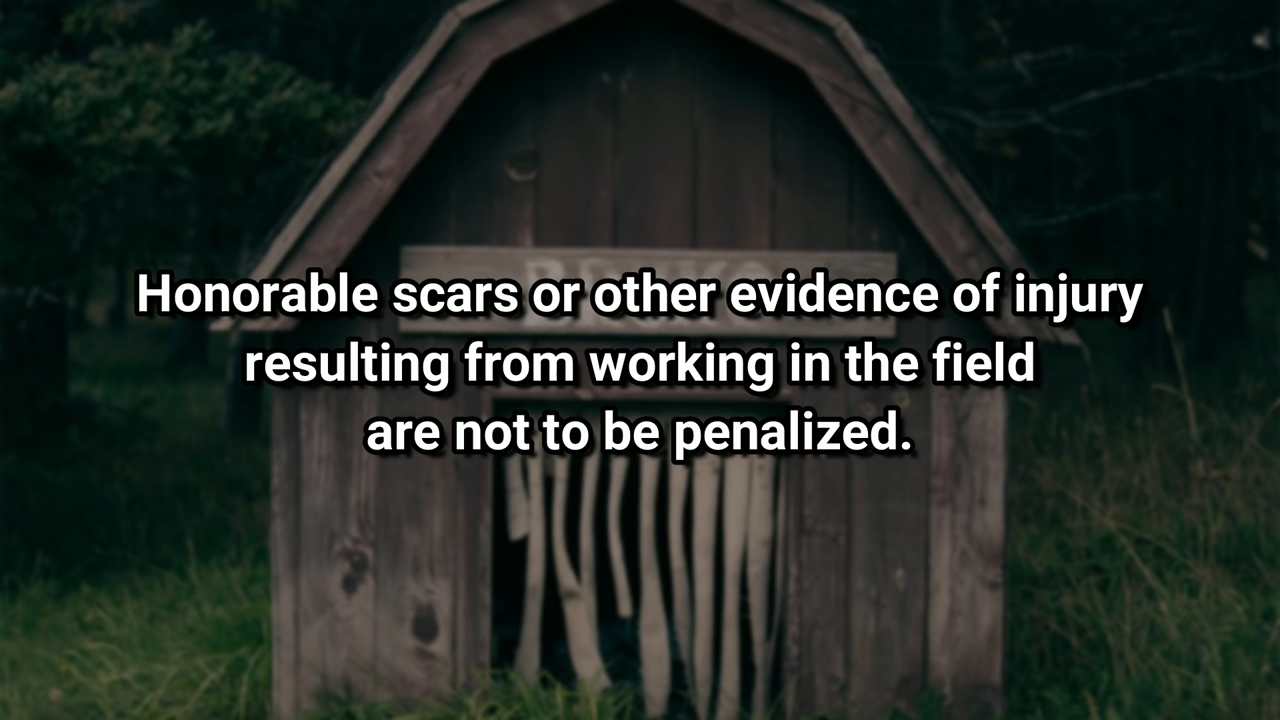 Honorable scars or other evidence of injury
resulting from working in the field
are not to be penalized.